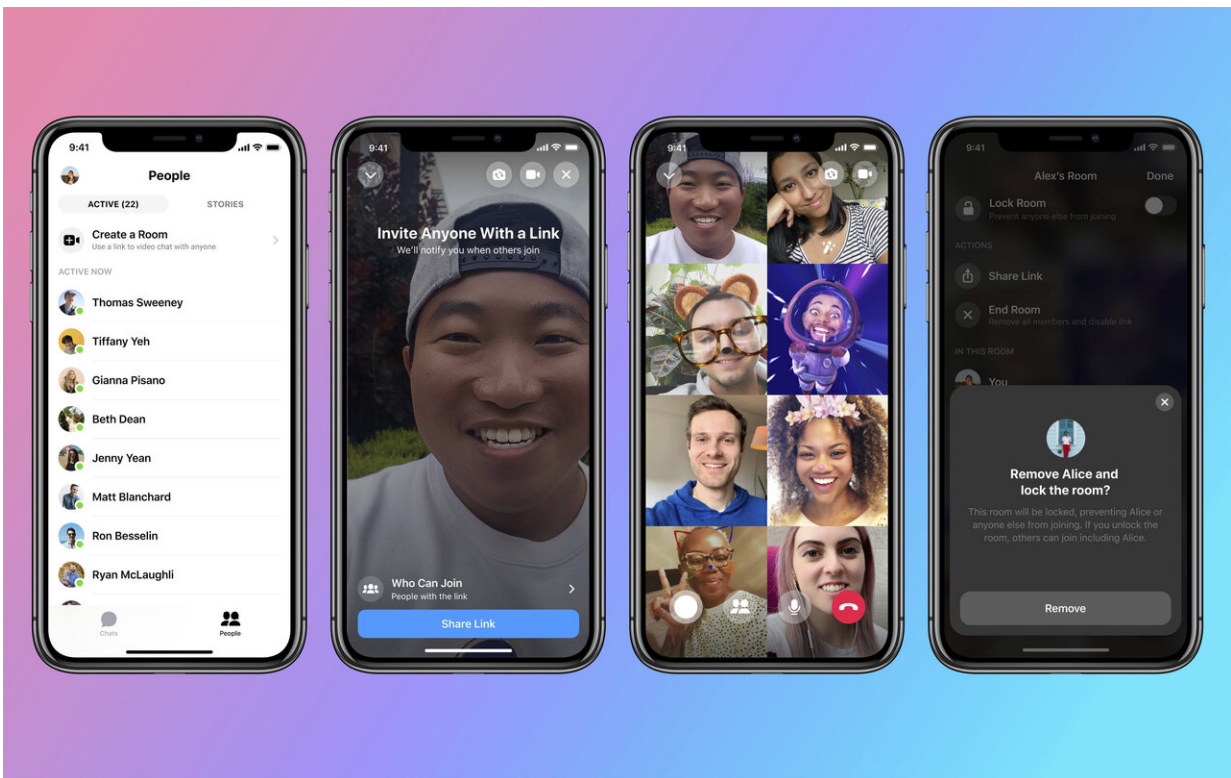 9:41
People
ACTIVE (22)
STORIES
Create a Room
Use a link to video chat with anyone
ACTIVE NOW
Thomas Sweeney
Tiffany Yeh
Gianna Pisano
Beth Dean
Jenny Yean
Matt Blanchard
Ron Besselin
Ryan McLaughli
Chats
People
9:41
Invite Anyone With a Link
We'll notify you when others join
Who Can Join
People with the link
Share Link
9:41
9:41
Alex's Room
Done
Lock Room
Prevent anyone else from joining
ACTIONS
Share Link
End Room
Remove all members and disable link
IN THIS ROOM
You
Remove Alice and
lock the room?
This room will be locked, preventing Alice or
anyone else from joining. If you unlock the
room, others can join including Alice.
Remove